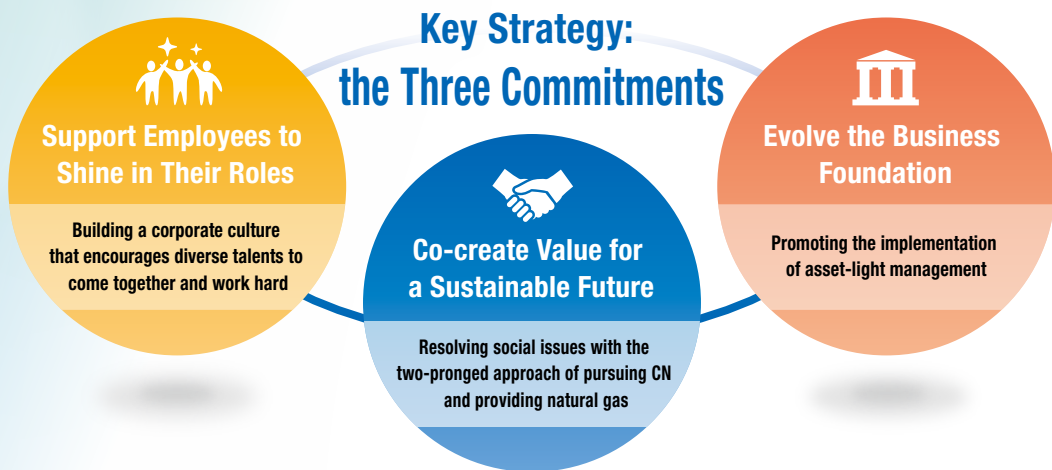 Key Strategy:
the Three Commitments
Support Employees to
Shine in Their Roles
Building a corporate culture
that encourages diverse talents to
come together and work hard
Co-create Value for
a Sustainable Future
Resolving social issues with the
two-pronged approach of pursuing CN
and providing natural gas
Evolve the Business
Foundation
Promoting the implementation
of asset-light management